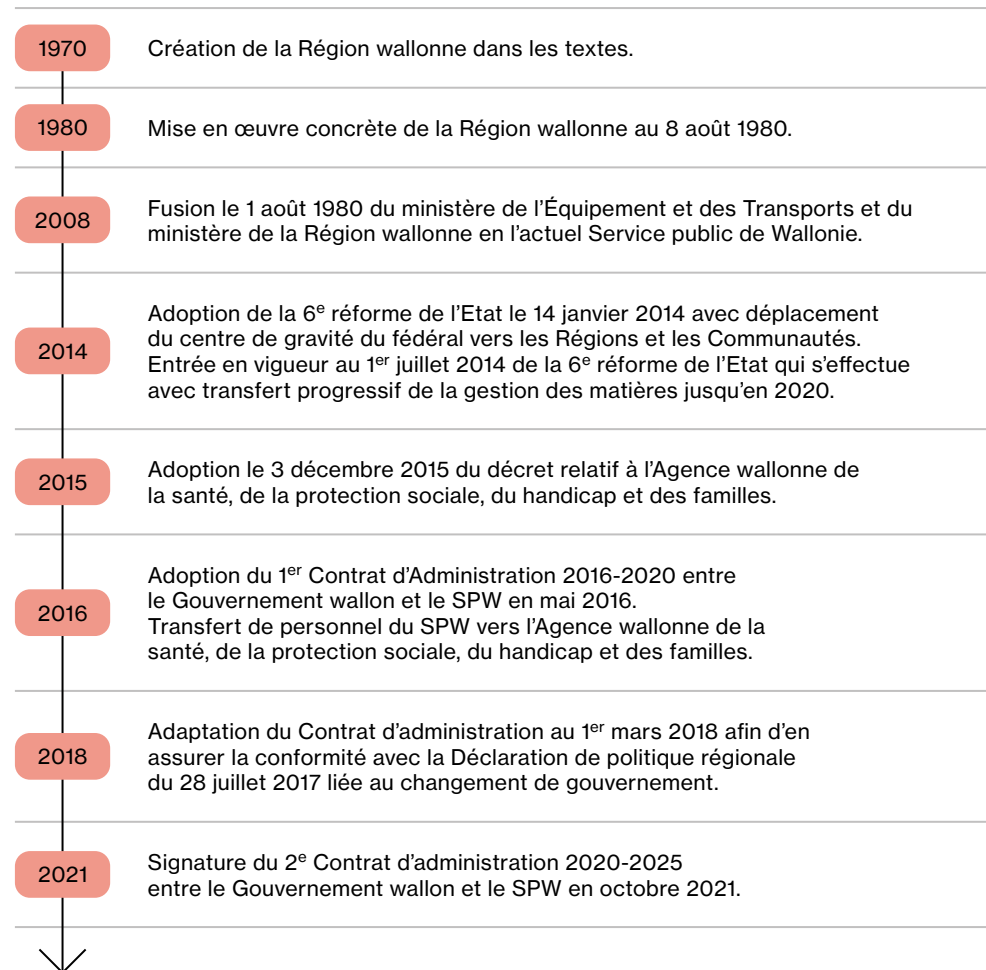 1970
Création de la Région wallonne dans les textes.
1980
Mise en œuvre concrète de la Région wallonne au 8 août 1980.
2008
Fusion le 1 août 1980 du ministère de l’Équipement et des Transports et du
ministère de la Région wallonne en l’actuel Service public de Wallonie.
2014
Adoption de la 6e réforme de l’Etat le 14 janvier 2014 avec déplacement
du centre de gravité du fédéral vers les Régions et les Communautés.
Entrée en vigueur au 1er juillet 2014 de la 6e réforme de l’Etat qui s’effectue
avec transfert progressif de la gestion des matières jusqu’en 2020.
2015
Adoption le 3 décembre 2015 du décret relatif à l’Agence wallonne de
la santé, de la protection sociale, du handicap et des familles.
2016
Adoption du 1er Contrat d’Administration 2016-2020 entre
le Gouvernement wallon et le SPW en mai 2016.
Transfert de personnel du SPW vers l’Agence wallonne de la
santé, de la protection sociale, du handicap et des familles.
2018
Adaptation du Contrat d’administration au 1er mars 2018 afin d’en
assurer la conformité avec la Déclaration de politique régionale
du 28 juillet 2017 liée au changement de gouvernement.
2021
Signature du 2e Contrat d’administration 2020-2025
entre le Gouvernement wallon et le SPW en octobre 2021.